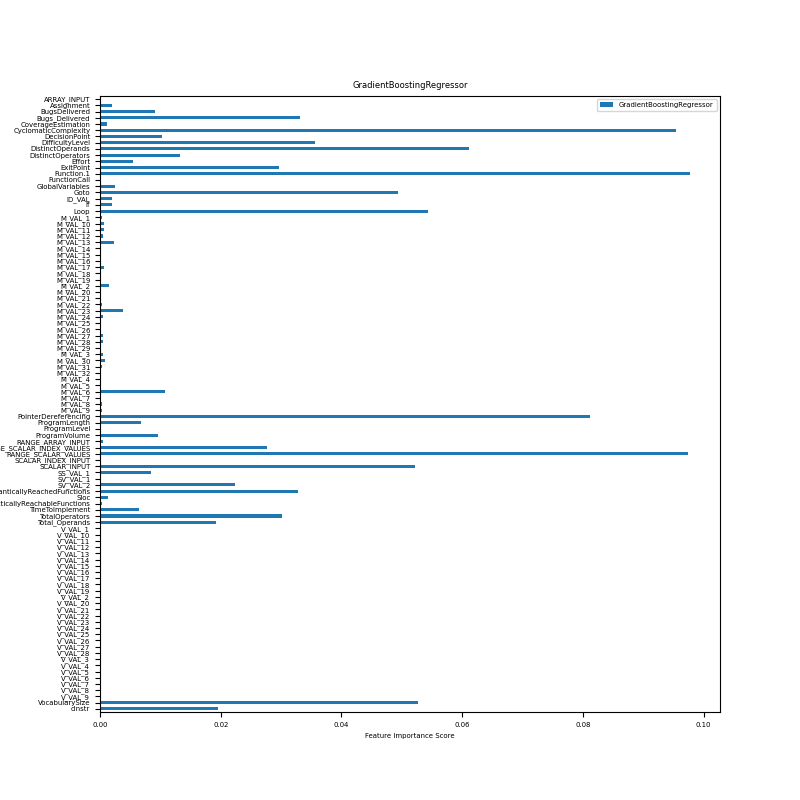 GradientBoostingRegressor
GradientBoostingRegressor
ARRAY_INPUT
Assignment
BugsDelivered
Bugs_Delivered
CoverageEstimation
CyclomaticComplexity
DecisionPoint
DifficultyLevel
DistinctOperands
DistinctOperators
Effort
ExitPoint
Function.1
FunctionCall
GlobalVariables
Goto
ID_VAL
If
Loop
M_VAL_1
M_VAL_10
M_VAL_11
M_VAL_12
M_VAL_13
M_VAL_14
M_VAL_15
M_VAL_16
M_VAL_17
M_VAL_18
M_VAL_19
M_VAL_2
M_VAL_20
M_VAL_21
M_VAL_22
M_VAL_23
M_VAL_24
M_VAL_25
M_VAL_26
M_VAL_27
M_VAL_28
M_VAL_29
M_VAL_3
M_VAL_30
M_VAL_31
M_VAL_32
M_VAL_4
M_VAL_5
M_VAL_6
M_VAL_7
M_VAL_8
M_VAL_9
PointerDereferencing
ProgramLength
ProgramLevel
ProgramVolume
RANGE_ARRAY_INPUT
E_SCALAR_INDEX_VALUES
RANGE_SCALAR_VALUES
SCALAR_INDEX_INPUT
SCALAR_INPUT
SS_VAL_1
SV_VAL_1
SV_VAL_2
anticallyReachedFunctions
Sloc
ticallyReachableFunctions
TimeToImplement
TotalOperators
Total_Operands
V_VAL_1
V_VAL_10
V_VAL_11
V_VAL_12
V_VAL_13
V_VAL_14
V_VAL_15
V_VAL_16
V_VAL_17
V_VAL_18
V_VAL_19
V_VAL_2
V_VAL_20
V_VAL_21
V_VAL_22
V_VAL_23
V_VAL_24
V_VAL_25
V_VAL_26
V_VAL_27
V_VAL_28
V_VAL_3
V_VAL_4
V_VAL_5
V_VAL_6
V_VAL_7
V_VAL_8
V_VAL_9
VocabularySize
cinstr
0.00 0.02 0.04 0.06 0.08 0.10
Feature Importance Score